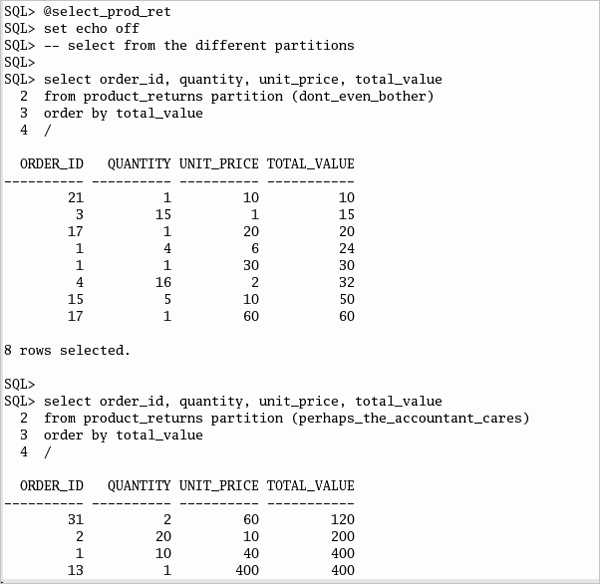 SQL> @select_prod_ret
SQL> set echo off
SQL> -- select from the different partitions
SQL>
SQL> select order_id, quantity, unit_price, total_value
  2  from product_returns partition (dont_even_bother)
  3  order by total_value
  4  /

  ORDER_ID   QUANTITY UNIT_PRICE TOTAL_VALUE
---------- ---------- ---------- -----------
        21          1         10          10
         3         15          1          15
        17          1         20          20
         1          4          6          24
         1          1         30          30
         4         16          2          32
        15          5         10          50
        17          1         60          60

8 rows selected.

SQL>
SQL> select order_id, quantity, unit_price, total_value
  2  from product_returns partition (perhaps_the_accountant_cares)
  3  order by total_value
  4  /

  ORDER_ID   QUANTITY UNIT_PRICE TOTAL_VALUE
---------- ---------- ---------- -----------
        31          2         60         120
         2         20         10         200
         1         10         40         400
        13          1        400         400